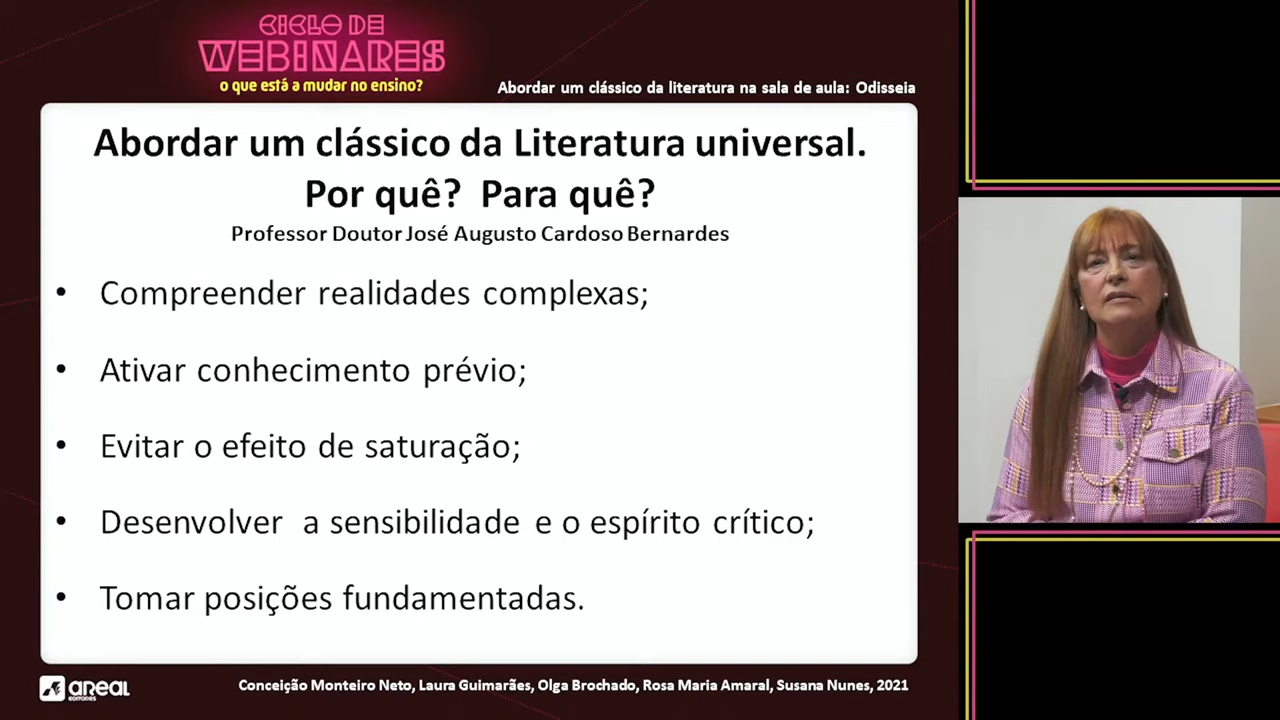 CICLO DE
WEBINARES
o que está a mudar no ensino?
Abordar um clássico da literatura na sala de aula: Odisseia
Abordar um clássico da Literatura universal.
Por quê? Para quê?
Professor Doutor José Augusto Cardoso Bernardes
• Compreender realidades complexas;
• Ativar conhecimento prévio;
• Evitar o efeito de saturação;
• Desenvolver a sensibilidade e o espírito crítico;
• Tomar posições fundamentadas.
areal
EDITORES
Conceição Monteiro Neto, Laura Guimarães, Olga Brochado, Rosa Maria Amaral, Susana Nunes, 2021